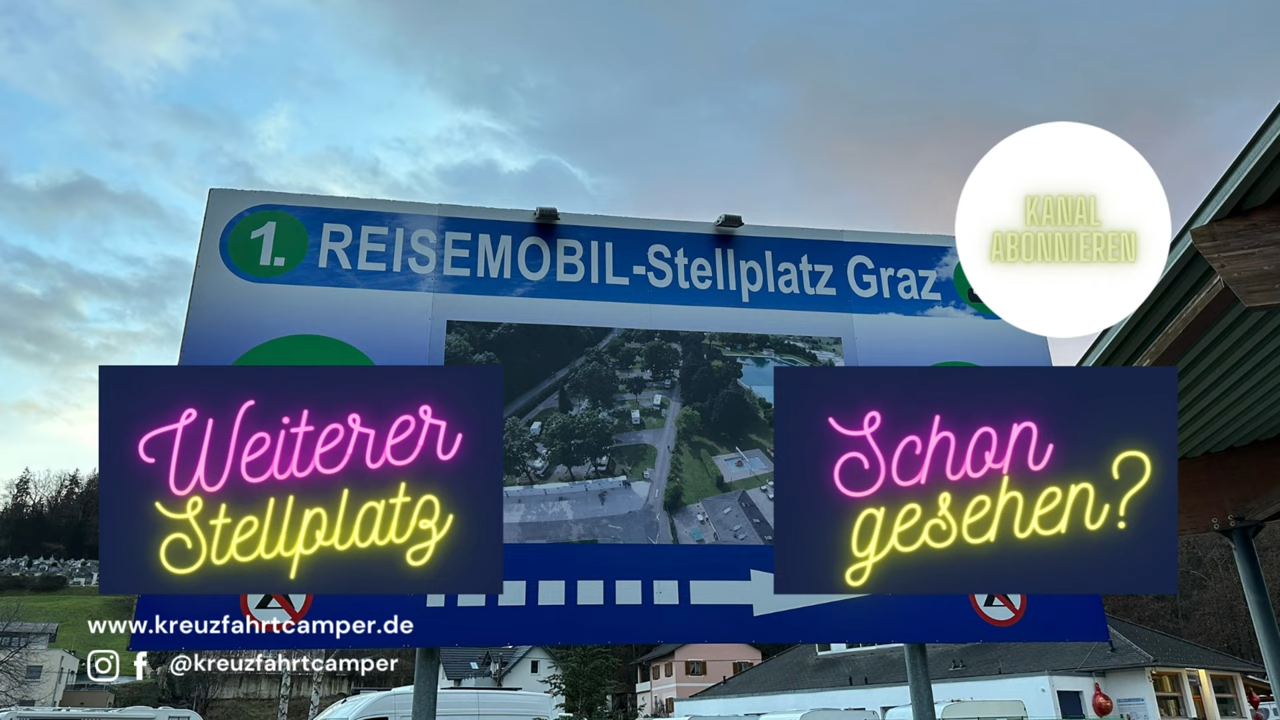 1. REISEMOBIL-Stellplatz Graz
KANAL
ABONNIEREN
Weiterer
Stellplatz
Schon
gesehen?
www.kreuzfahrtcamper.de
@kreuzfahrtcamper